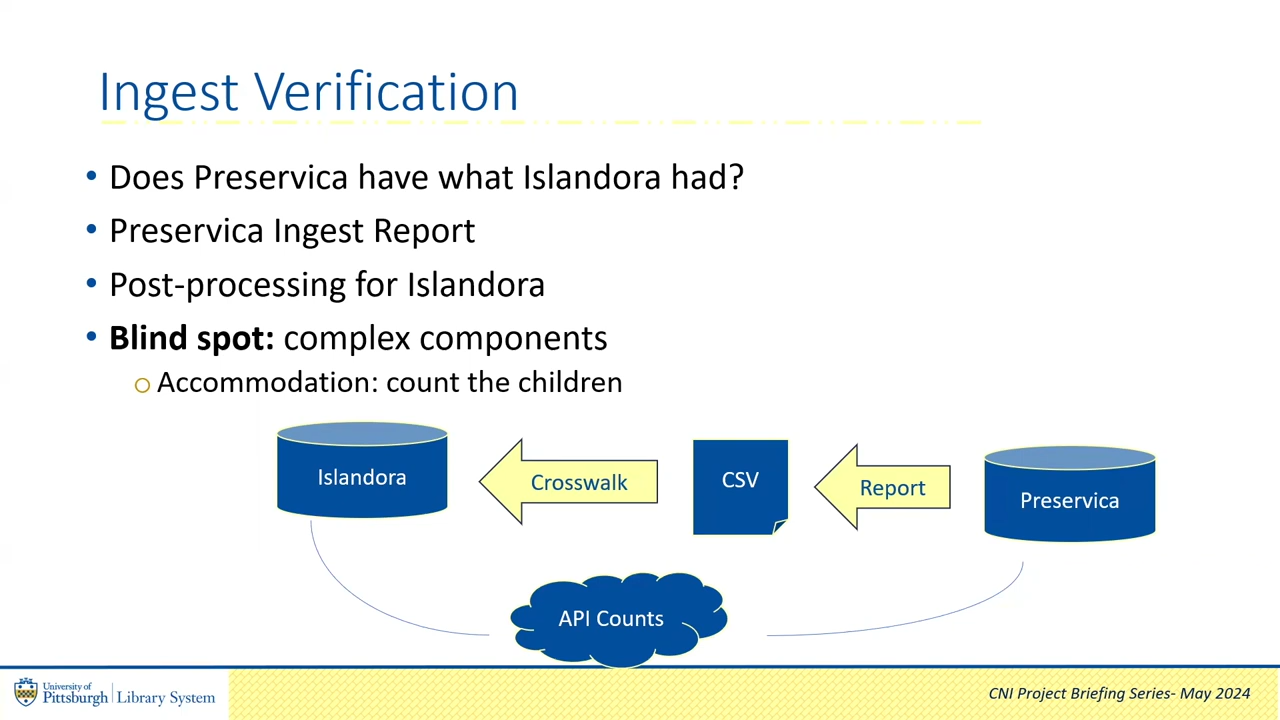 Ingest Verification
• Does Preservica have what Islandora had?
• Preservica Ingest Report
• Post-processing for Islandora
• Blind spot: complex components
o Accommodation: count the children
Islandora
Crosswalk
CSV
Report
Preservica
API Counts
University of
Pittsburgh | Library System
CNI Project Briefing Series- May 2024